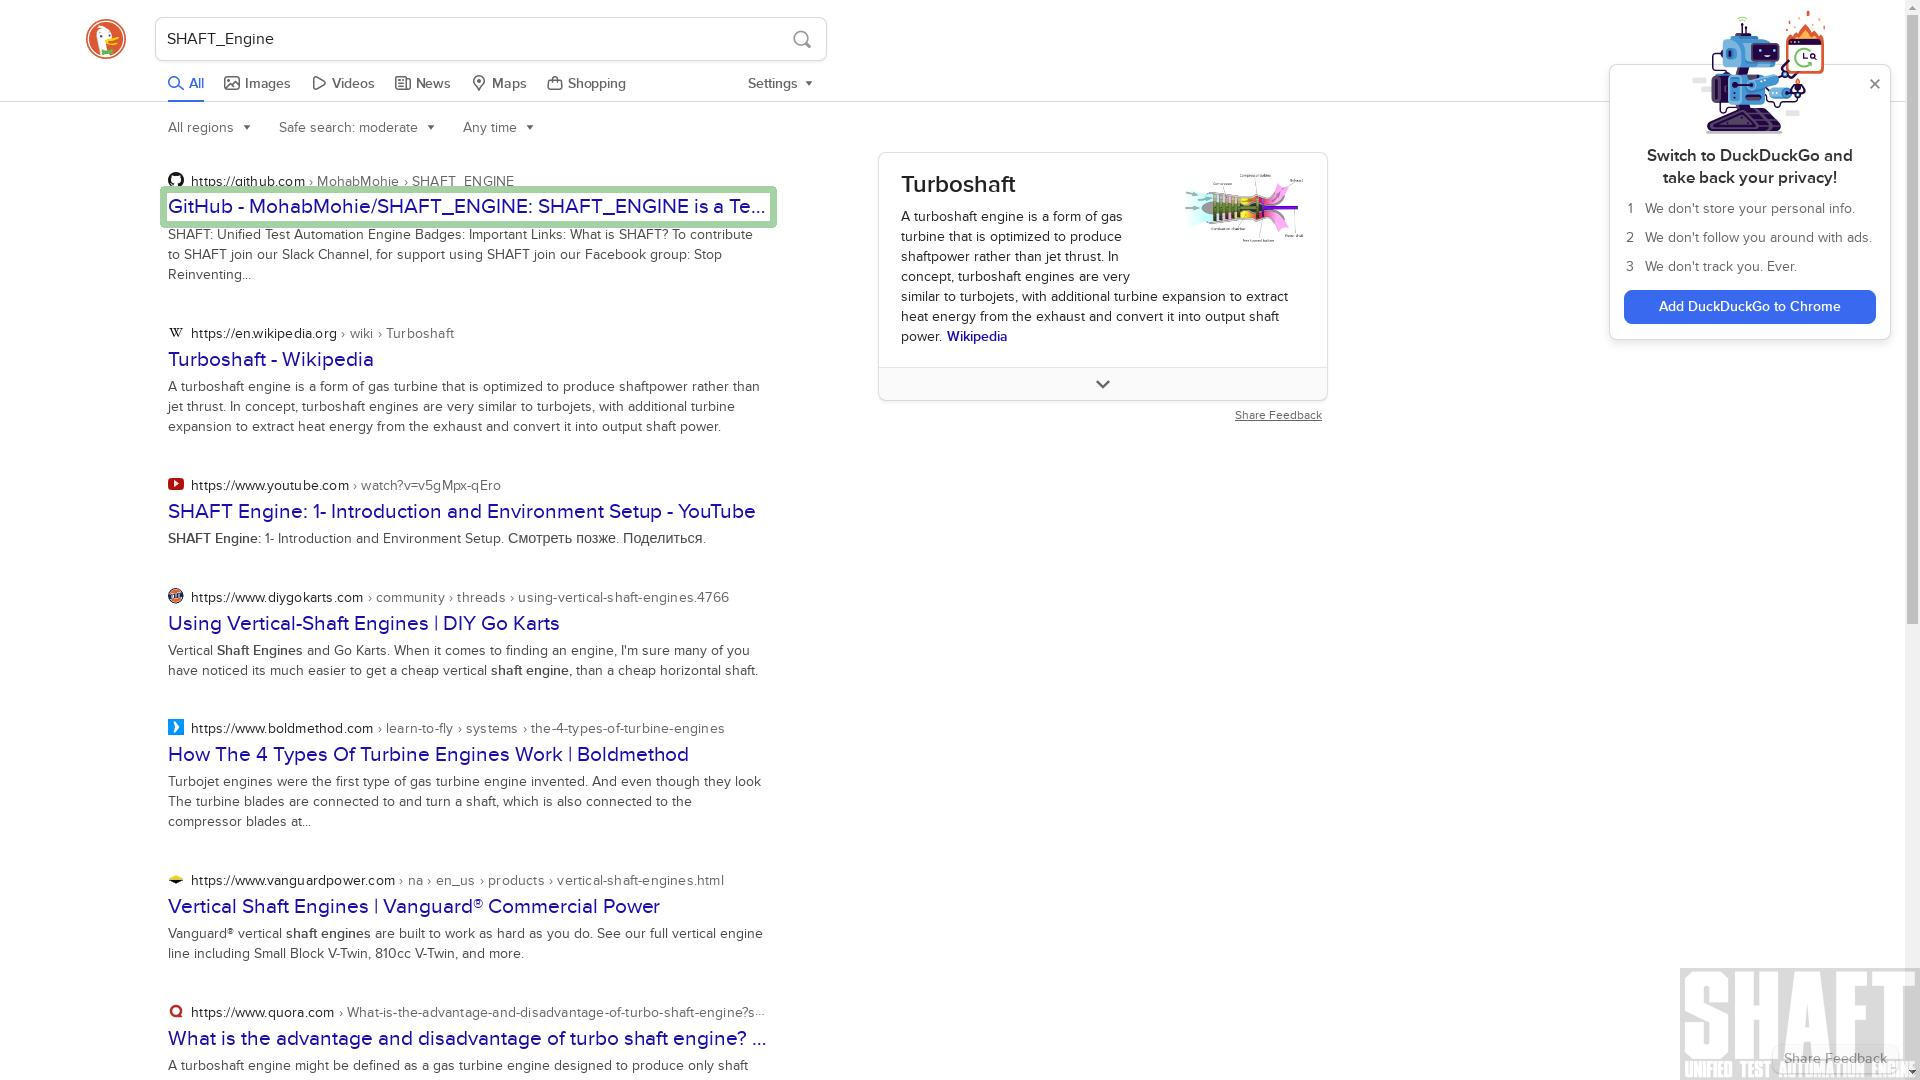 SHAFT_Engine
All Images Videos News Maps Shopping Settings
All regions Safe search: moderate Any time
https://github.com › MohabMohie › SHAFT_ENGINE
GitHub - MohabMohie/SHAFT_ENGINE: SHAFT_ENGINE is a Te...
SHAFT: Unified Test Automation Engine Badges: Important Links: What is SHAFT? To contribute
to SHAFT join our Slack Channel, for support using SHAFT join our Facebook group: Stop
Reinventing...
https://en.wikipedia.org › wiki › Turboshaft
Turboshaft - Wikipedia
A turboshaft engine is a form of gas turbine that is optimized to produce shaftpower rather than
jet thrust. In concept, turboshaft engines are very similar to turbojets, with additional turbine
expansion to extract heat energy from the exhaust and convert it into output shaft power.
https://www.youtube.com › watch?v=v5gMpx-qEro
SHAFT Engine: 1- Introduction and Environment Setup - YouTube
SHAFT Engine: 1- Introduction and Environment Setup. Смотреть позже. Поделиться.
https://www.diygokarts.com › community › threads › using-vertical-shaft-engines.4766
Using Vertical-Shaft Engines | DIY Go Karts
Vertical Shaft Engines and Go Karts. When it comes to finding an engine, I'm sure many of you
have noticed its much easier to get a cheap vertical shaft engine, than a cheap horizontal shaft.
https://www.boldmethod.com › learn-to-fly › systems › the-4-types-of-turbine-engines
How The 4 Types Of Turbine Engines Work | Boldmethod
Turbojet engines were the first type of gas turbine engine invented. And even though they look
The turbine blades are connected to and turn a shaft, which is also connected to the
compressor blades at...
https://www.vanguardpower.com › na › en_us › products › vertical-shaft-engines.html
Vertical Shaft Engines | Vanguard® Commercial Power
Vanguard® vertical shaft engines are built to work as hard as you do. See our full vertical engine
line including Small Block V-Twin, 810cc V-Twin, and more.
https://www.quora.com › What-is-the-advantage-and-disadvantage-of-turbo-shaft-engine?s...
What is the advantage and disadvantage of turbo shaft engine? ...
A turboshaft engine might be defined as a gas turbine engine designed to produce only shaft
Turboshaft
A turboshaft engine is a form of gas
turbine that is optimized to produce
shaftpower rather than jet thrust. In
concept, turboshaft engines are very
similar to turbojets, with additional turbine expansion to extract
heat energy from the exhaust and convert it into output shaft
power. Wikipedia
Share Feedback
Switch to DuckDuckGo and
take back your privacy!
1 We don't store your personal info.
2 We don't follow you around with ads.
3 We don't track you. Ever.
Add DuckDuckGo to Chrome
SHAFT
UNIFIED TEST AUTOMATION ENGINE
Share Feedback